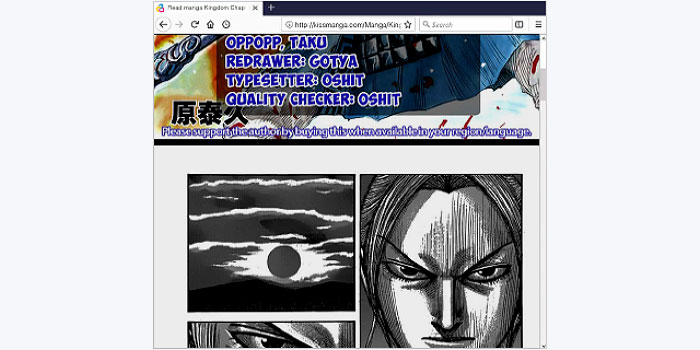 Read manga Kingdom Chap
http://kissmanga.com/Manga/King
Search
OPPOPP, TAKU
REDRAWER: GOTYA
TYPESETTER: OSHIT
QUALITY CHECKER: OSHIT
原泰久
Please support the author by buying this when available in your region/language.